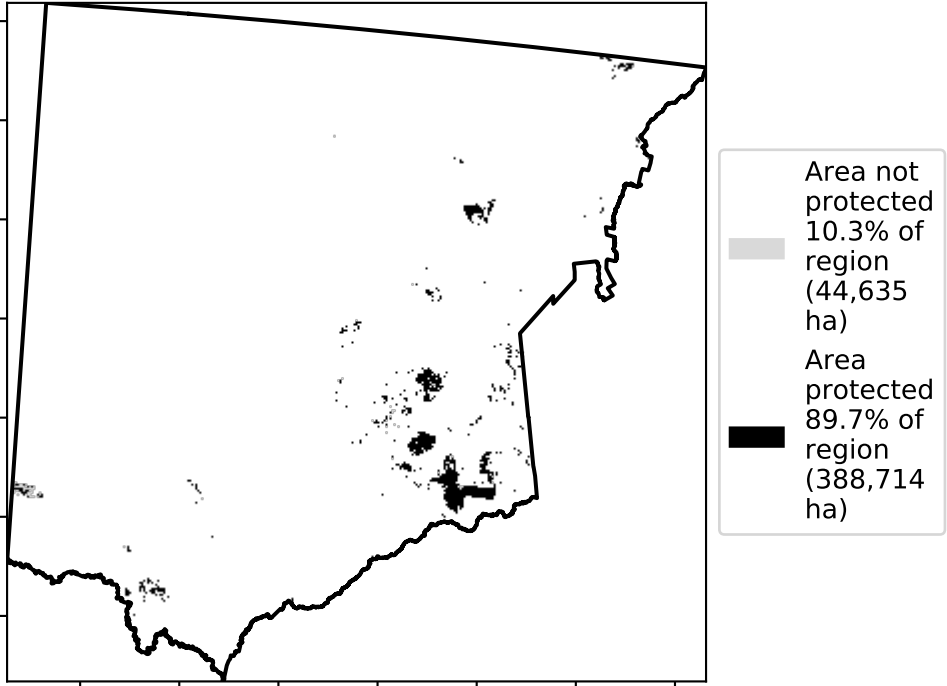 Area not
protected
10.3% of
region
(44,635
ha)
Area
protected
89.7% of
region
(388,714
ha)